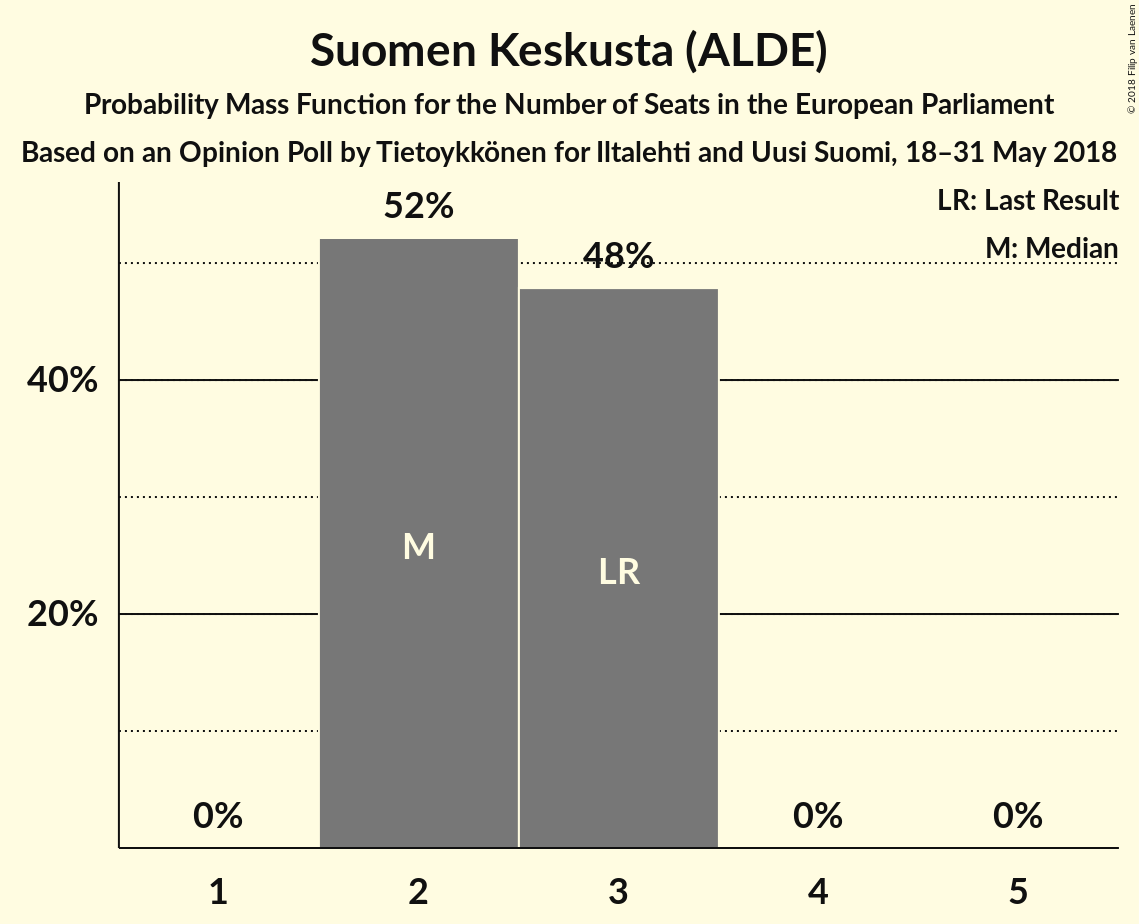 Suomen Keskusta (ALDE)
Probability Mass Function for the Number of Seats in the European Parliament
Based on an Opinion Poll by Tietoykkönen for Iltalehti and Uusi Suomi, 18–31 May 2018
© 2018 Filip van Laenen
LR: Last Result
M: Median
52%
48%
40%
20%
M
LR
0%
0%
0%
1
2
3
4
5